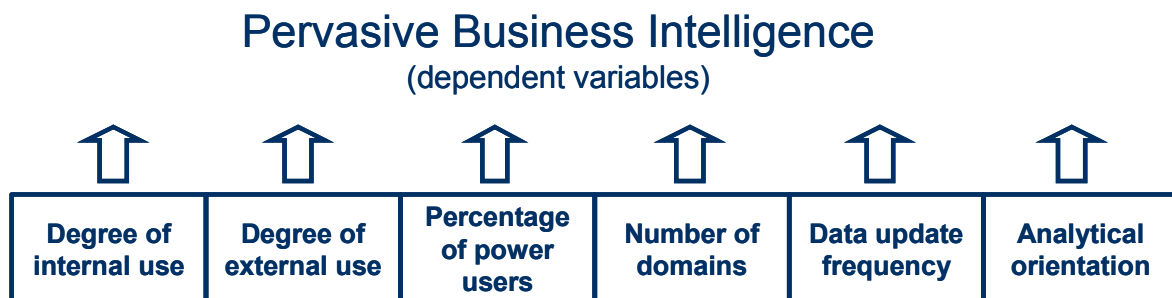 Pervasive Business Intelligence
(dependent variables)
Degree of
internal use
Degree of
external use
Percentage
of power
users
Number of
domains
Data update
frequency
Analytical
orientation